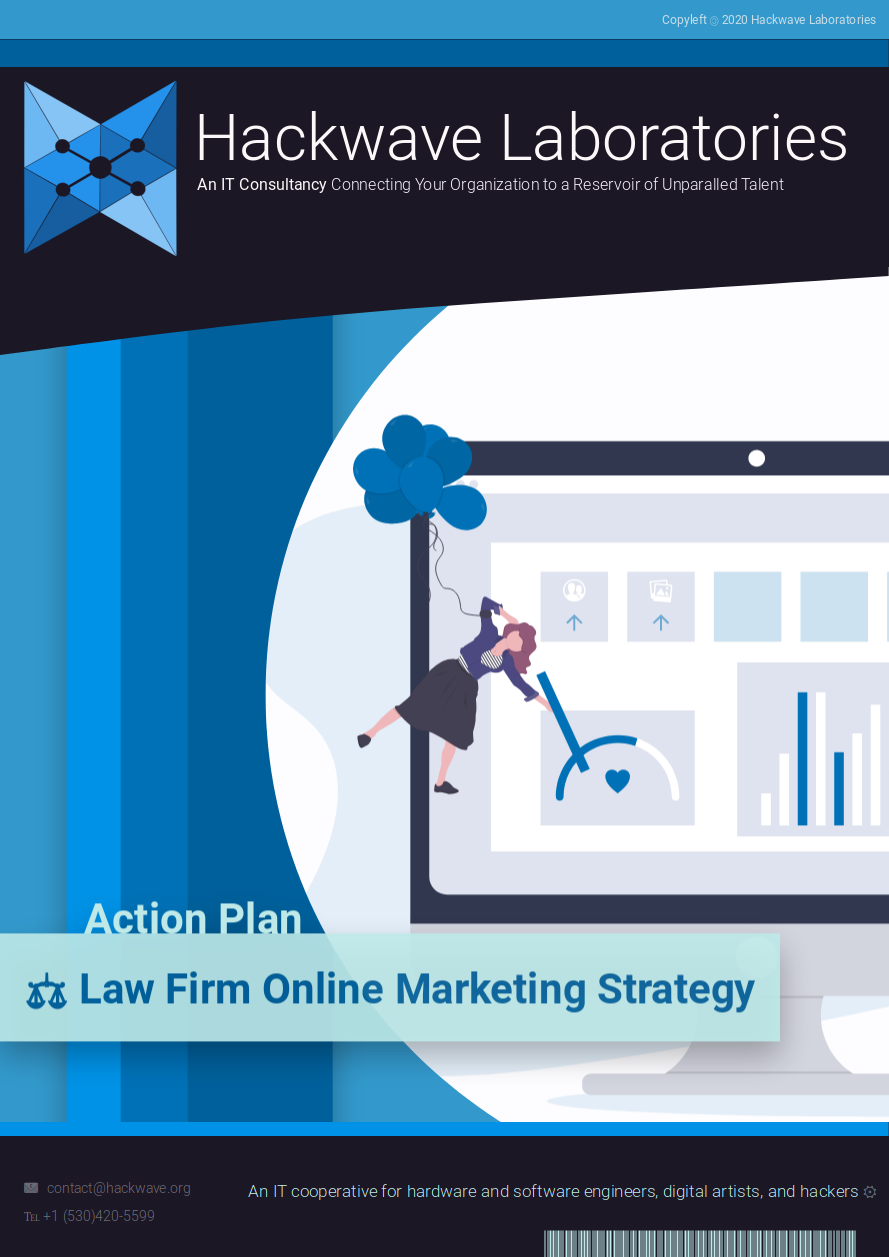 Copyleft 2020 Hackwave Laboratories
Hackwave Laboratories
An IT Consultancy Connecting Your Organization to a Reservoir of Unparalled Talent
Action Plan
Law Firm Online Marketing Strategy
contact@hackwave.org
An IT cooperative for hardware and software engineers, digital artists, and hackers
Tel +1 (530)420-5599